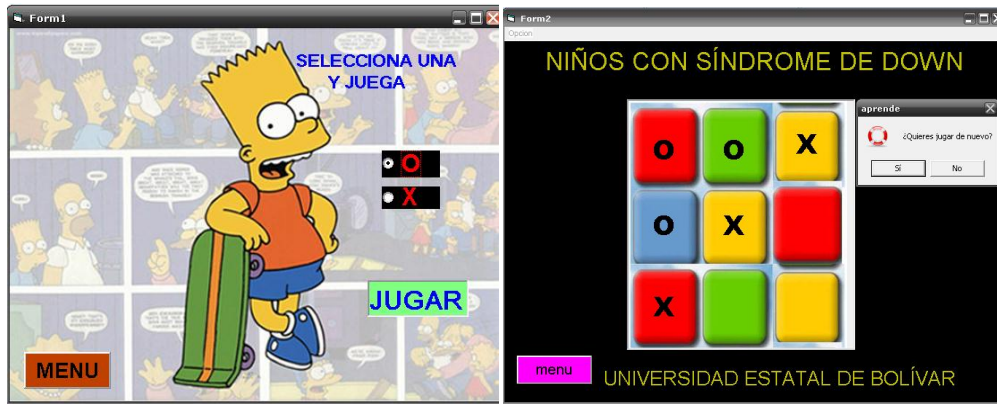 Form1
SELECCIONA UNA
Y JUEGA
O
X
JUGAR
MENU
Form2
Opcion
NIÑOS CON SÍNDROME DE DOWN
O O X
O X
X
aprende
¿Quieres jugar de nuevo?
Sí No
menu
UNIVERSIDAD ESTATAL DE BOLÍVAR